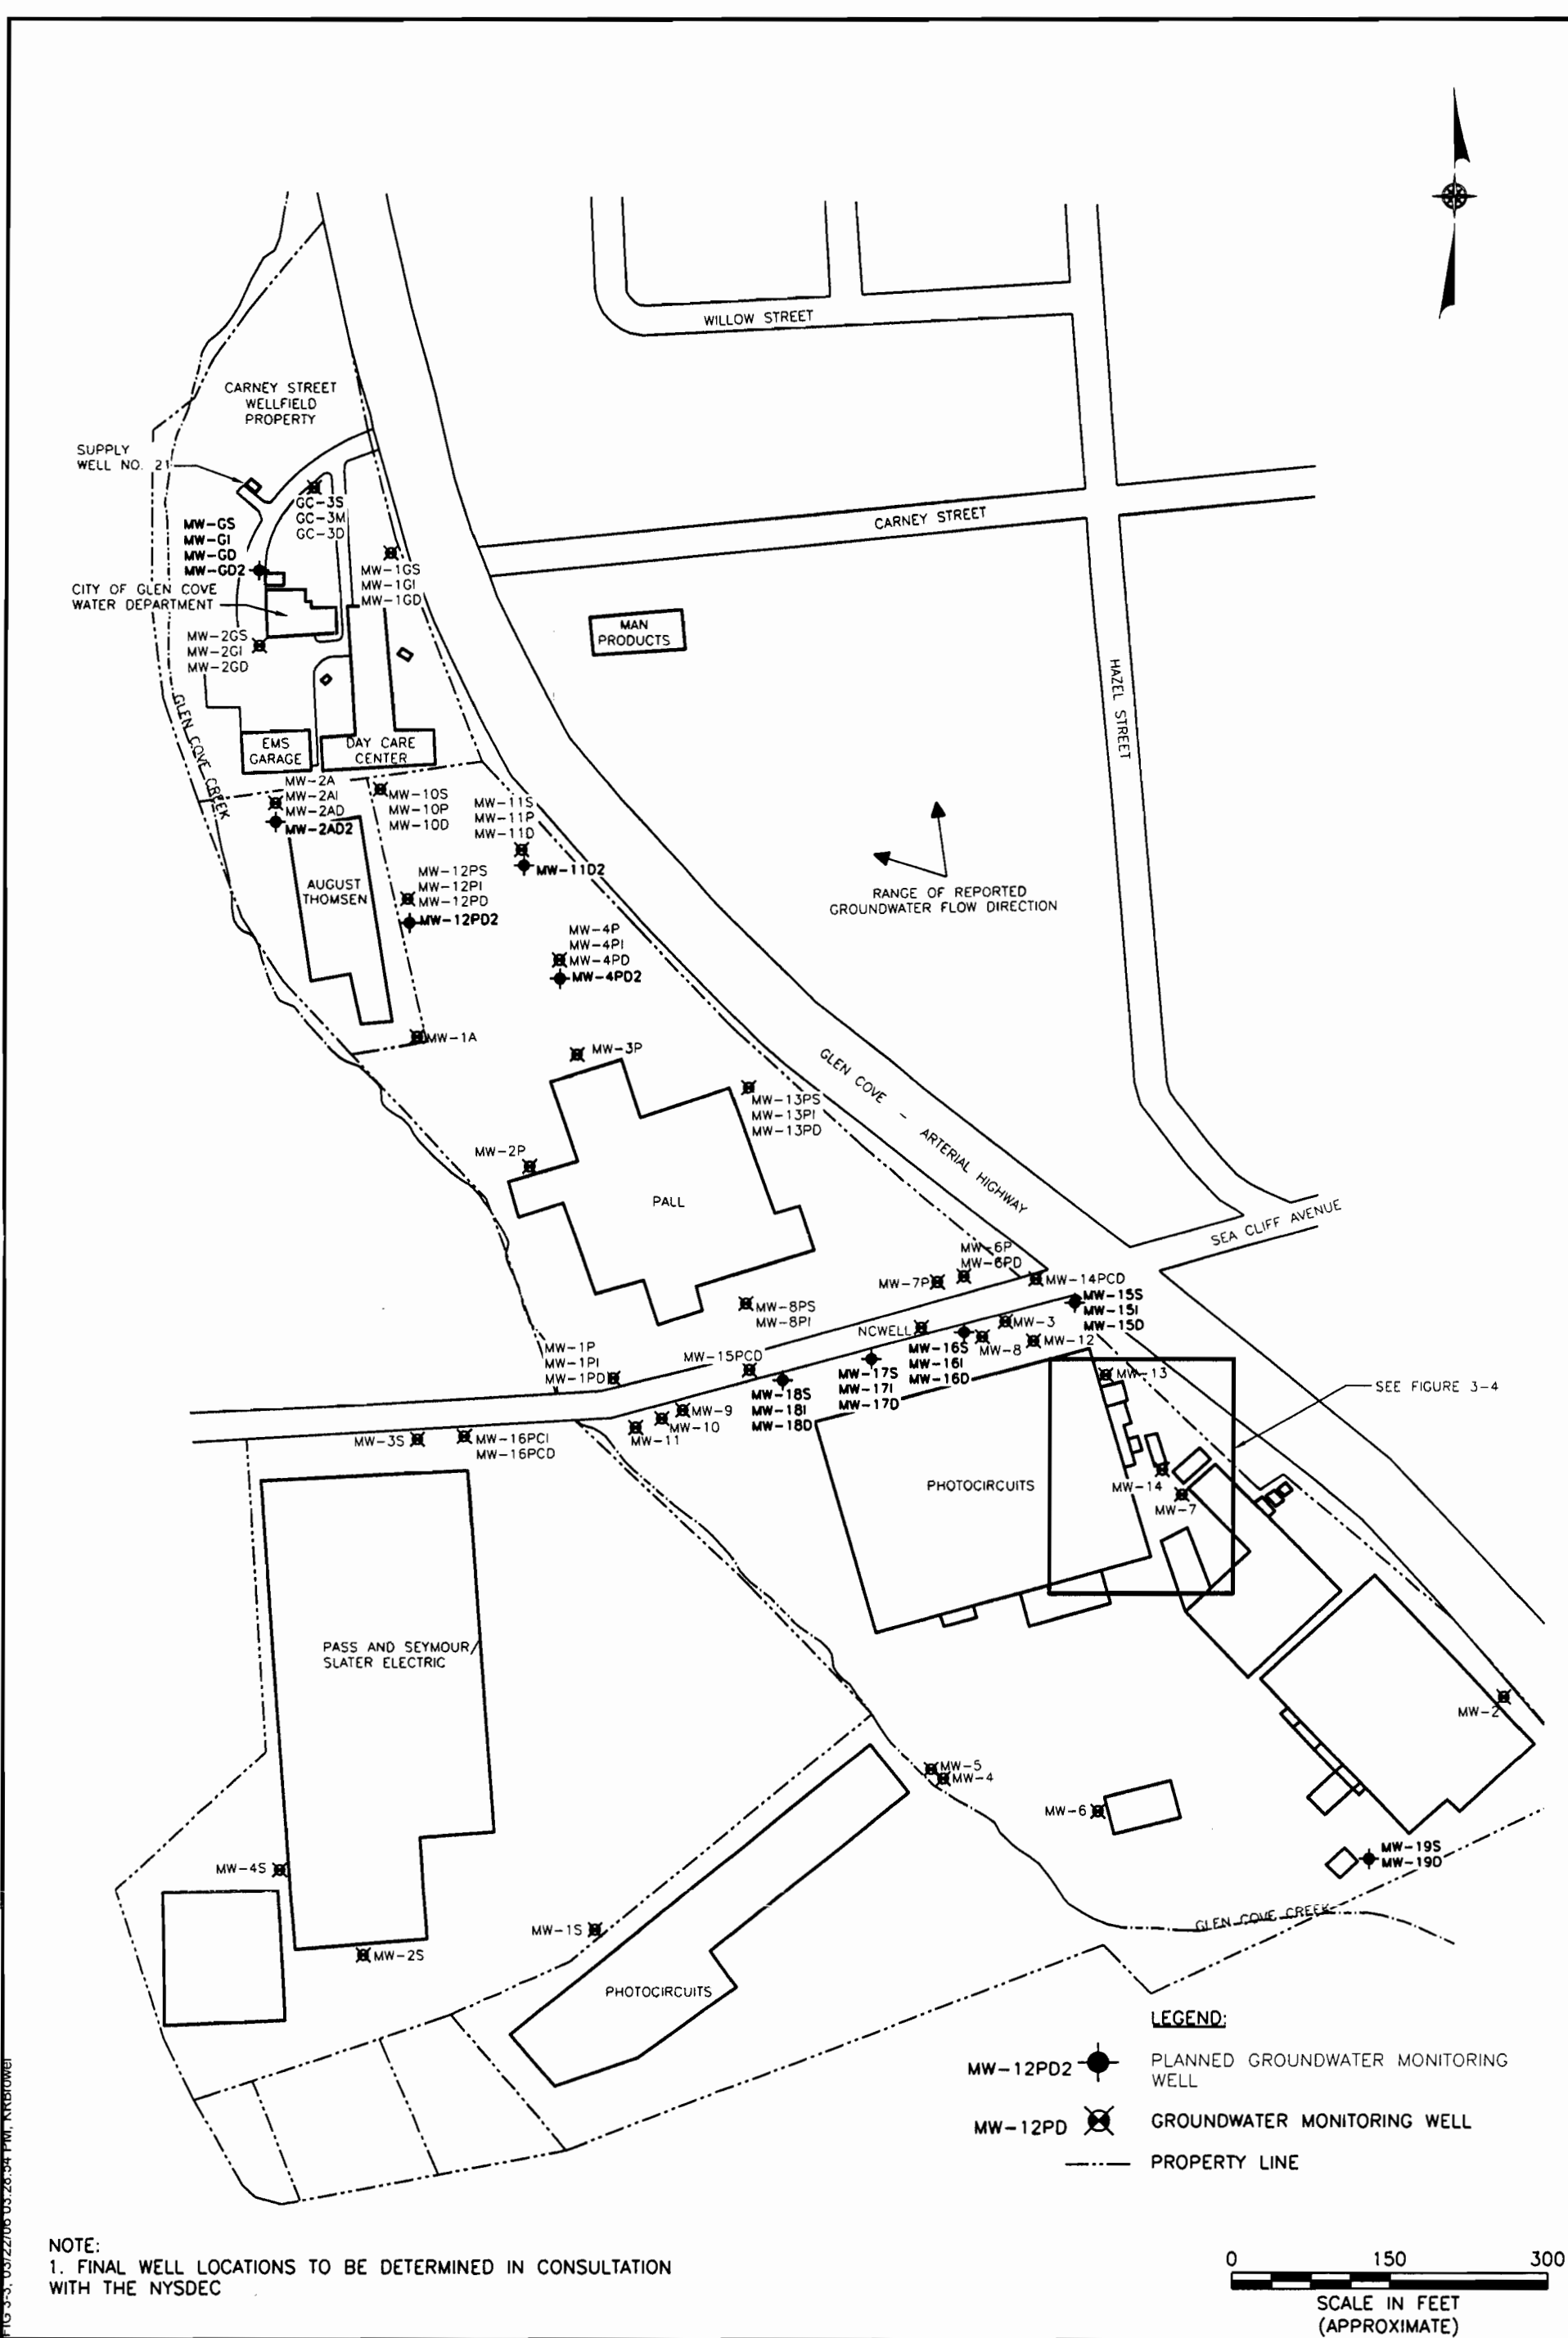 WILLOW STREET
CARNEY STREET
WELLFIELD
PROPERTY
SUPPLY
WELL NO. 21
GC-3S
GC-3M
GC-3D
MW-GS
MW-GI
MW-GD
MW-GD2
CARNEY STREET
MW-1GS
MW-1GI
MW-1GD
CITY OF GLEN COVE
WATER DEPARTMENT
MAN
PRODUCTS
MW-2GS
MW-2GI
MW-2GD
HAZEL STREET
GLEN COVE CREEK
EMS
GARAGE
DAY CARE
CENTER
MW-2A
MW-2AI
MW-2AD
MW-2AD2
MW-10S
MW-10P
MW-10D
MW-11S
MW-11P
MW-11D
MW-11D2
MW-12PS
MW-12PI
MW-12PD
MW-12PD2
AUGUST
THOMSEN
RANGE OF REPORTED
GROUNDWATER FLOW DIRECTION
MW-4P
MW-4PI
MW-4PD
MW-4PD2
MW-1A
MW-3P
GLEN COVE - ARTERIAL HIGHWAY
MW-13PS
MW-13PI
MW-13PD
MW-2P
PALL
SEA CLIFF AVENUE
MW-6P
MW-6PD
MW-7P
MW-14PCD
MW-15S
MW-15I
MW-15D
MW-8PS
MW-8PI
NCWELL
MW-3
MW-8
MW-12
MW-16S
MW-16I
MW-16D
MW-1P
MW-1PI
MW-1PD
MW-15PCD
MW-17S
MW-17I
MW-17D
MW-18S
MW-18I
MW-18D
MW-13
SEE FIGURE 3-4
MW-9
MW-10
MW-11
MW-3S
MW-16PCI
MW-16PCD
PHOTOCIRCUITS
MW-14
MW-7
PASS AND SEYMOUR/
SLATER ELECTRIC
MW-2
MW-5
MW-4
MW-6
MW-19S
MW-19D
MW-4S
GLEN COVE CREEK
MW-1S
MW-2S
PHOTOCIRCUITS
LEGEND:
MW-12PD2 PLANNED GROUNDWATER MONITORING
WELL
MW-12PD GROUNDWATER MONITORING WELL
PROPERTY LINE
NOTE:
1. FINAL WELL LOCATIONS TO BE DETERMINED IN CONSULTATION
WITH THE NYSDEC
0 150 300
SCALE IN FEET
(APPROXIMATE)
FIG 3-3, 03/22/06 03:28:54 PM, KRBrower